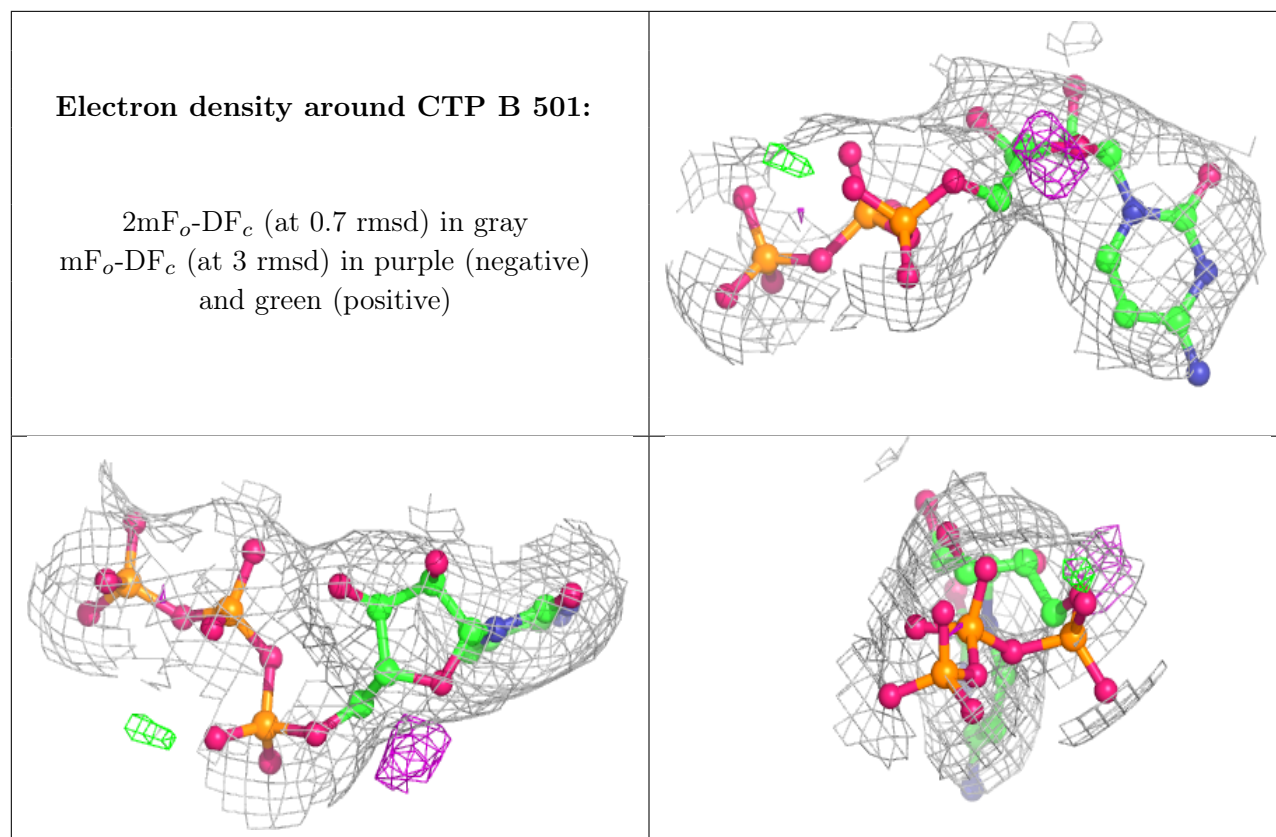 Electron density around CTP B 501:
2mFo-DFc (at 0.7 rmsd) in gray
mFo-DFc (at 3 rmsd) in purple (negative)
and green (positive)